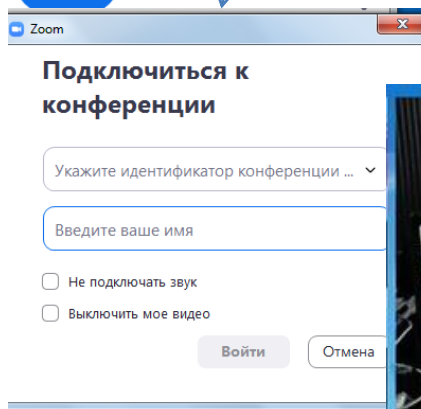 Zoom
Подключиться к
конференции
Укажите идентификатор конференции ...
Введите ваше имя
Не подключать звук
Выключить мое видео
Войти
Отмена